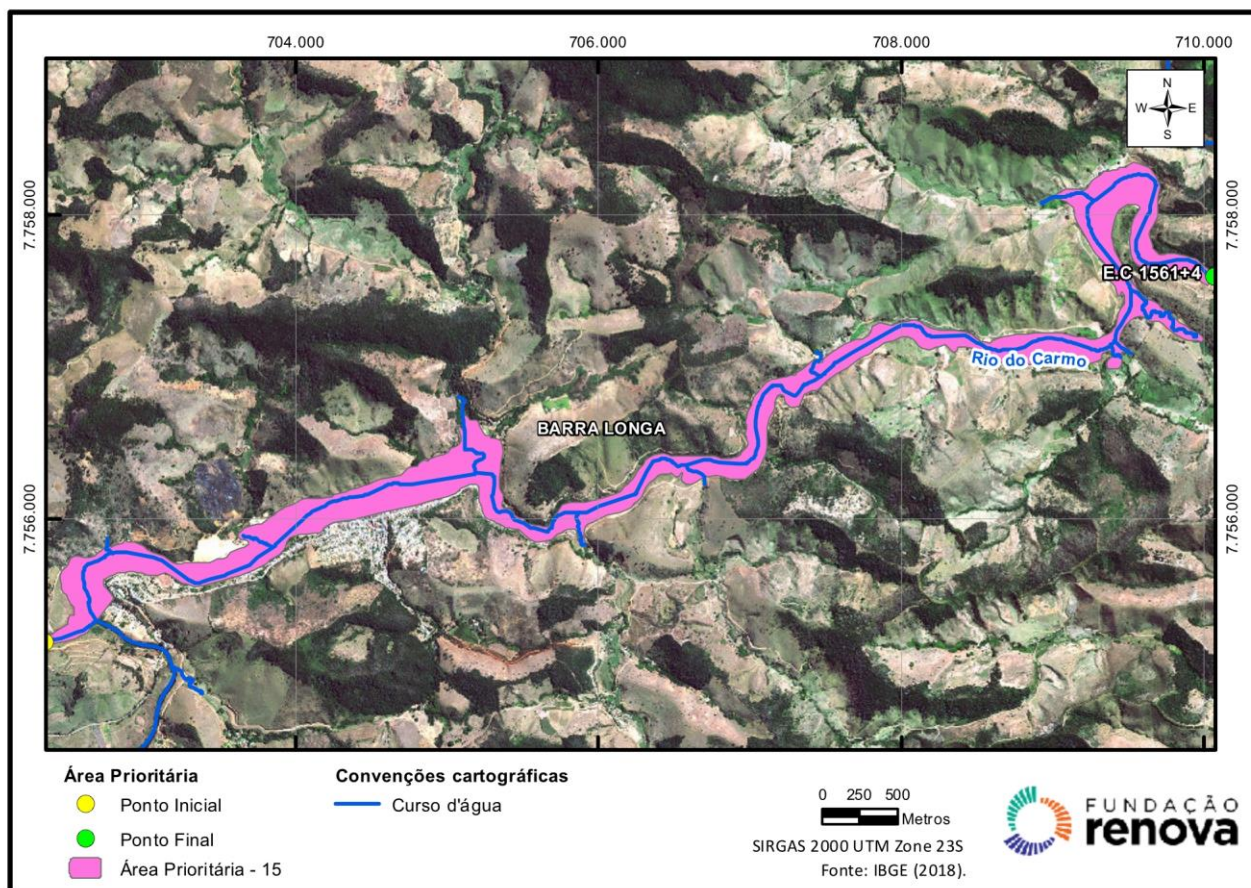 704.000
706.000
708.000
710.000
N
W
E
S
7.758.000
7.758.000
E.C 1561+4
Rio do Carmo
BARRA LONGA
7.756.000
7.756.000
Área Prioritária
Ponto Inicial
Ponto Final
Área Prioritária - 15
Convenções cartográficas
Curso d'água
0 250 500
Metros
SIRGAS 2000 UTM Zone 23S
Fonte: IBGE (2018).
FUNDAÇÃO
renova